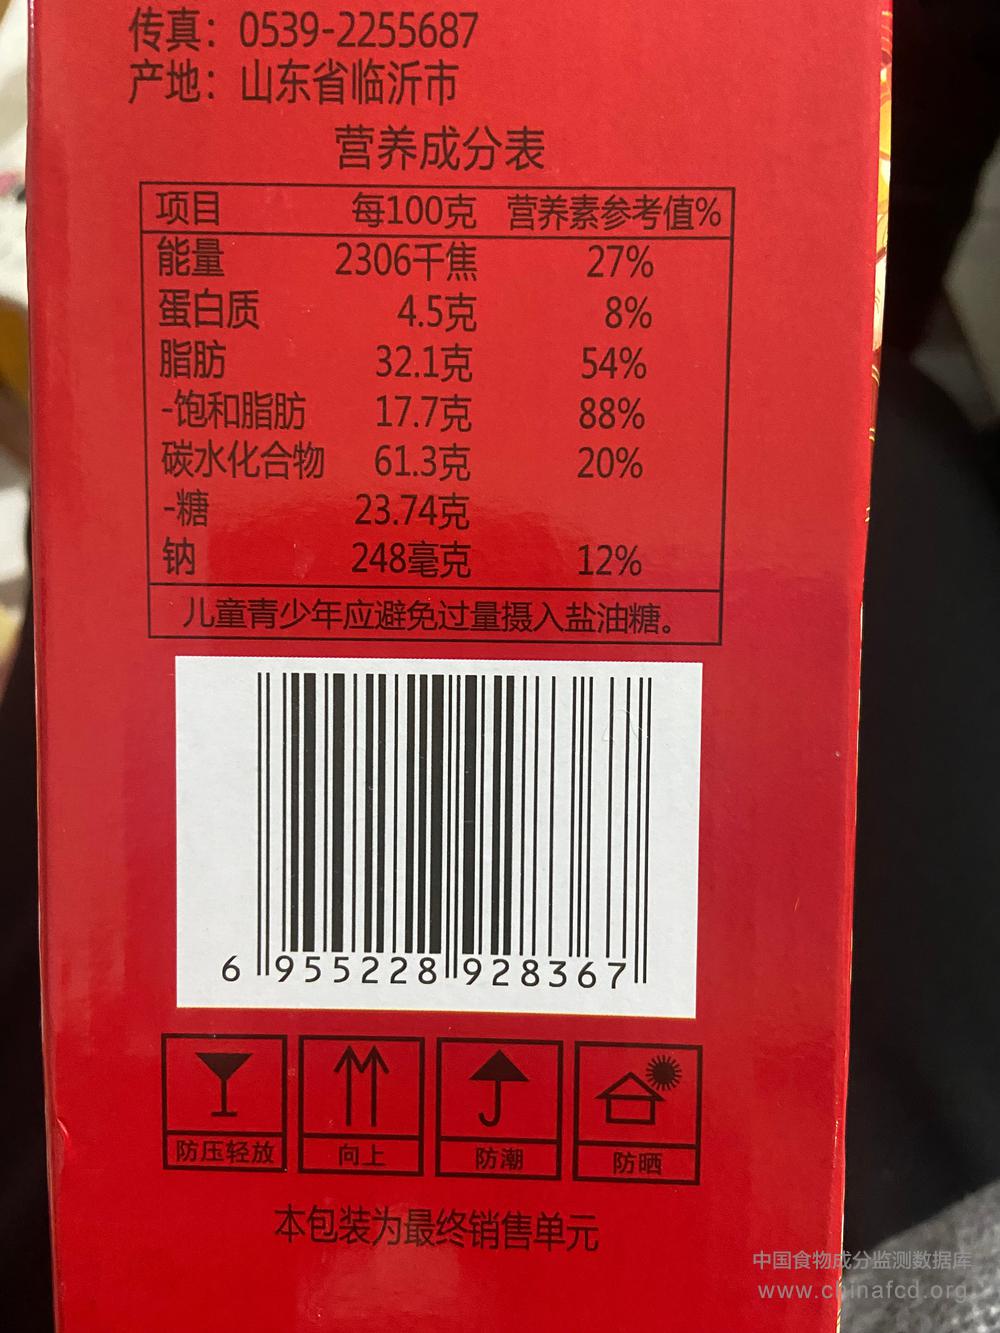 传真：0539-2255687
产地：山东省临沂市
营养成分表
项目 每100克 营养素参考值%
能量 2306千焦 27%
蛋白质 4.5克 8%
脂肪 32.1克 54%
-饱和脂肪 17.7克 88%
碳水化合物 61.3克 20%
-糖 23.74克
钠 248毫克 12%
儿童青少年应避免过量摄入盐油糖。
6 955228 928367
防压轻放 向上 防潮 防晒
本包装为最终销售单元
中国食物成分监测数据库
www.chinafcd.org